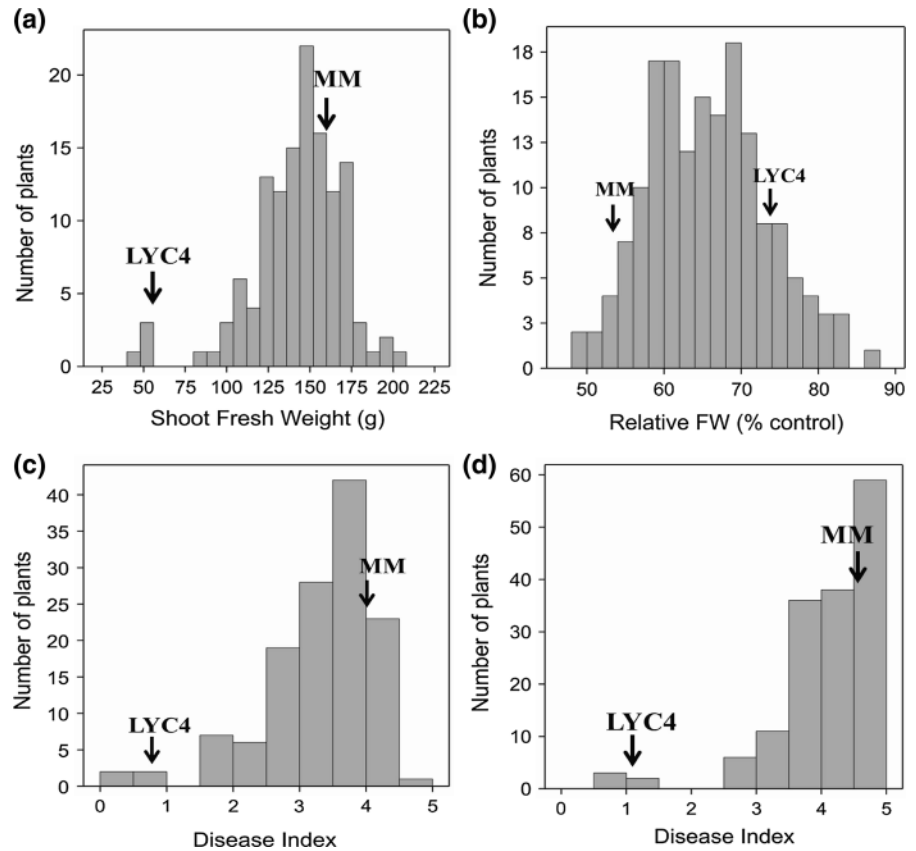 (a)
Number of plants
20
15
10
5
0
MM
LYC4
25 50 75 100 125 150 175 200 225
Shoot Fresh Weight (g)
(b)
Number of plants
18
15
13
10
8
5
3
0
MM
LYC4
50 60 70 80 90
Relative FW (% control)
(c)
Number of plants
40
35
30
25
20
15
10
5
0
MM
LYC4
0 1 2 3 4 5
Disease Index
(d)
Number of plants
60
50
40
30
20
10
0
MM
LYC4
0 1 2 3 4 5
Disease Index